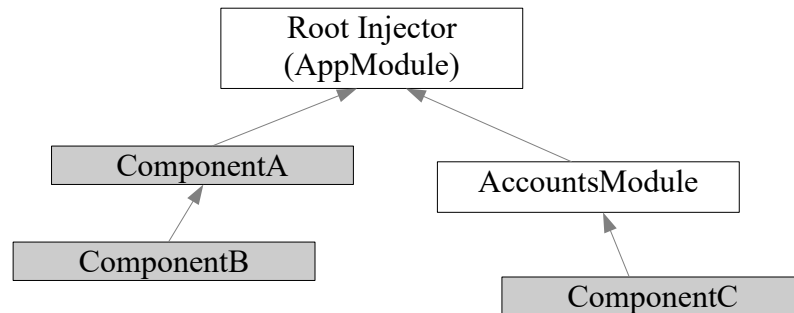 Root Injector
(AppModule)
ComponentA
AccountsModule
ComponentB
ComponentC